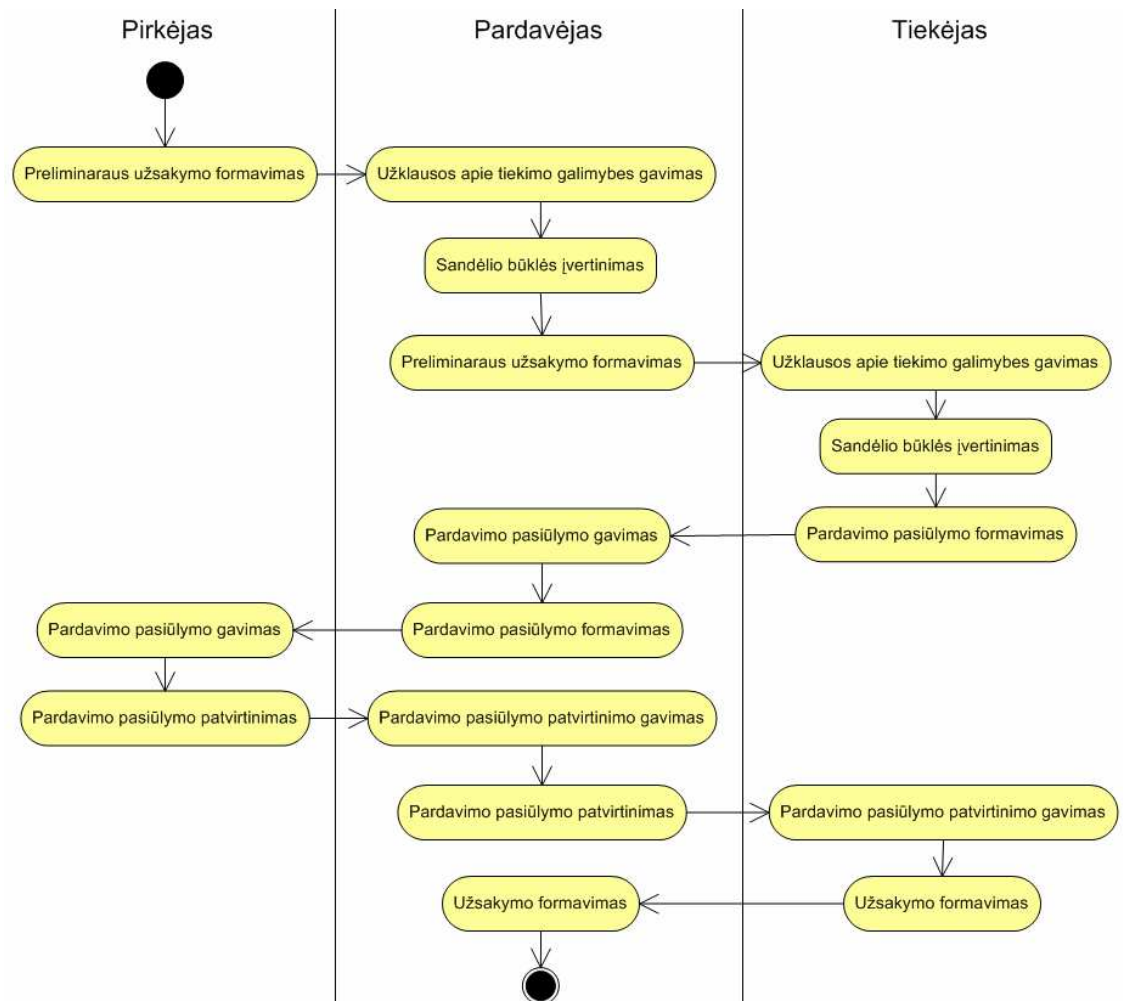 Pirkėjas
Pardavėjas
Tiekėjas
Preliminaraus užsakymo formavimas
Užklausos apie tiekimo galimybes gavimas
Sandėlio būklės įvertinimas
Preliminaraus užsakymo formavimas
Užklausos apie tiekimo galimybes gavimas
Sandėlio būklės įvertinimas
Pardavimo pasiūlymo formavimas
Pardavimo pasiūlymo gavimas
Pardavimo pasiūlymo formavimas
Pardavimo pasiūlymo gavimas
Pardavimo pasiūlymo patvirtinimas
Pardavimo pasiūlymo patvirtinimo gavimas
Pardavimo pasiūlymo patvirtinimas
Pardavimo pasiūlymo patvirtinimo gavimas
Užsakymo formavimas
Užsakymo formavimas